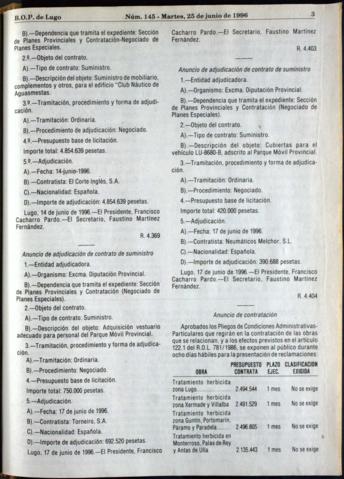 B.O.P. de Lugo
Núm. 145 - Martes, 25 de junio de 1996
3
B).—Dependencia que tramita el expediente: Sección
de Planes Provinciales y Contratación-Negociado de
Planes Especiales.
2.º—Objeto del contrato.
A).—Tipo de contrato: Suministro.
B).—Descripción del objeto: Suministro de mobiliario,
complementos y otros, para el edificio "Club Náutico de
Aguasmestas.
3.º.—Tramitación, procedimiento y forma de adjudi-
cación.
A).—Tramitación: Ordinaria.
B).—Procedimiento de adjudicación: Negociado.
4.º.—Presupuesto base de licitación.
Importe total: 4.854.639 pesetas.
5.º.—Adjudicación.
A).—Fecha: 14-junio-1996.
B).—Contratista: El Corte Inglés, S.A.
C).—Nacionalidad: Española.
D).—Importe de adjudicación: 4.854.639 pesetas.
Lugo, 14 de junio de 1996.—El Presidente, Francisco
Cacharro Pardo.—El Secretario, Faustino Martínez
Fernández.
R. 4.369
Anuncio de adjudicación de contrato de suministro
1.—Entidad adjudicadora.
A).—Organismo: Excma. Diputación Provincial.
B).—Dependencia que tramita el expediente: Sección
de Planes Provinciales y Contratación (Negociado de
Planes Especiales).
2.—Objeto del contrato.
A).—Tipo de contrato: Suministro.
B).—Descripción del objeto: Adquisición vestuario
adecuado para personal del Parque Móvil Provincial.
3.—Tramitación, procedimiento y forma de adjudica-
ción.
A).—Tramitación: Ordinaria.
B).—Procedimiento: Negociado.
4.—Presupuesto base de licitación.
Importe total: 750.000 pesetas.
5.—Adjudicación.
A).—Fecha: 17 de junio de 1996.
B).—Contratista: Torneiro, S.A.
C).—Nacionalidad: Española.
D).—Importe de adjudicación: 692.520 pesetas.
Lugo, 17 de junio de 1996.—El Presidente, Francisco
Cacharro Pardo.—El Secretario, Faustino Martínez
Fernández.
R. 4.403
Anuncio de adjudicación de contrato de suministro
1.—Entidad adjudicadora.
A).—Organismo: Excma. Diputación Provincial.
B).—Dependencia que tramita el expediente: Sección
de Planes Provinciales y Contratación (Negociado de
Planes Especiales).
2.—Objeto del contrato.
A).—Tipo de contrato: Suministro.
B).—Descripción del objeto: Cubiertas para el
vehículo LU-8680-B, adscrito al Parque Móvil Provincial.
3.—Tramitación, procedimiento y forma de adjudica-
ción.
A).—Tramitación: Ordinaria.
B).—Procedimiento: Negociado.
4.—Presupuesto base de licitación.
Importe total: 420.000 pesetas.
5.—Adjudicación.
A).—Fecha: 17 de junio de 1996.
B).—Contratista: Neumáticos Melchor, S.L.
C).—Nacionalidad: Española.
D).—Importe de adjudicación: 390.688 pesetas.
Lugo, 17 de junio de 1996.—El Presidente, Francisco
Cacharro Pardo.—El Secretario, Faustino Martínez
Fernández.
R. 4.404
Anuncio de contratación
Aprobados los Pliegos de Condiciones Administrativas-
Particulares que regirán en la contratación de las obras
que se relacionan, y a los efectos previstos en el artículo
122.1 del R.D.L. 781/1986, se exponen al público durante
ocho días hábiles para la presentación de reclamaciones:
PRESUPUESTO PLAZO CLASIFICACION
OBRA CONTRATA EJEC. EXIGIDA
Tratamiento herbicida
zona Lugo 2.494.544 1 mes No se exige
Tratamiento herbicida
zona Xermade y Villalba 2.491.529 1 mes No se exige
Tratamiento herbicida
zona Guntín, Portomarín,
Páramo y Paradela 2.496.805 1 mes No se exige
Tratamiento herbicida en
Monterroso, Palas de Rey
y Antas de Ulla 2.135.443 1 mes No se exige